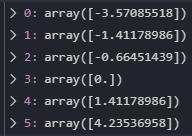 > 0: array([-3.57085518])
> 1: array([-1.41178986])
> 2: array([-0.66451439])
> 3: array([0.])
> 4: array([1.41178986])
> 5: array([4.23536958])